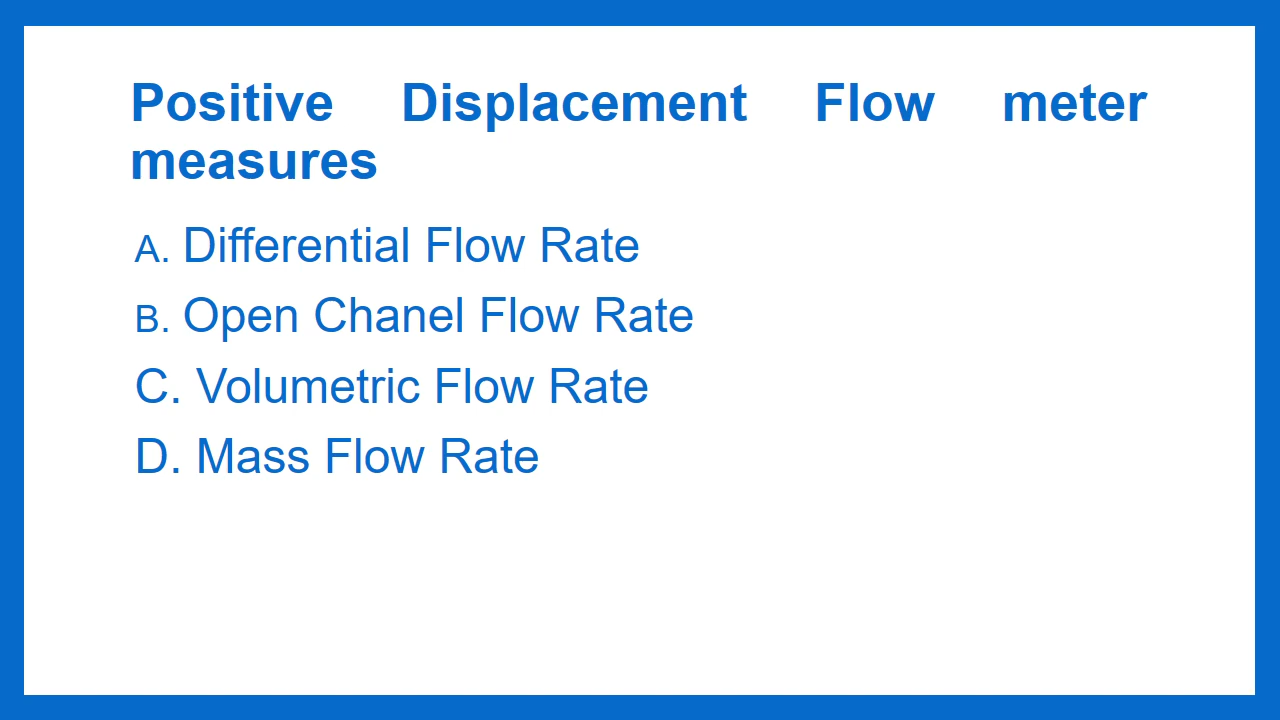 Positive Displacement Flow meter
measures
A. Differential Flow Rate
B. Open Chanel Flow Rate
C. Volumetric Flow Rate
D. Mass Flow Rate